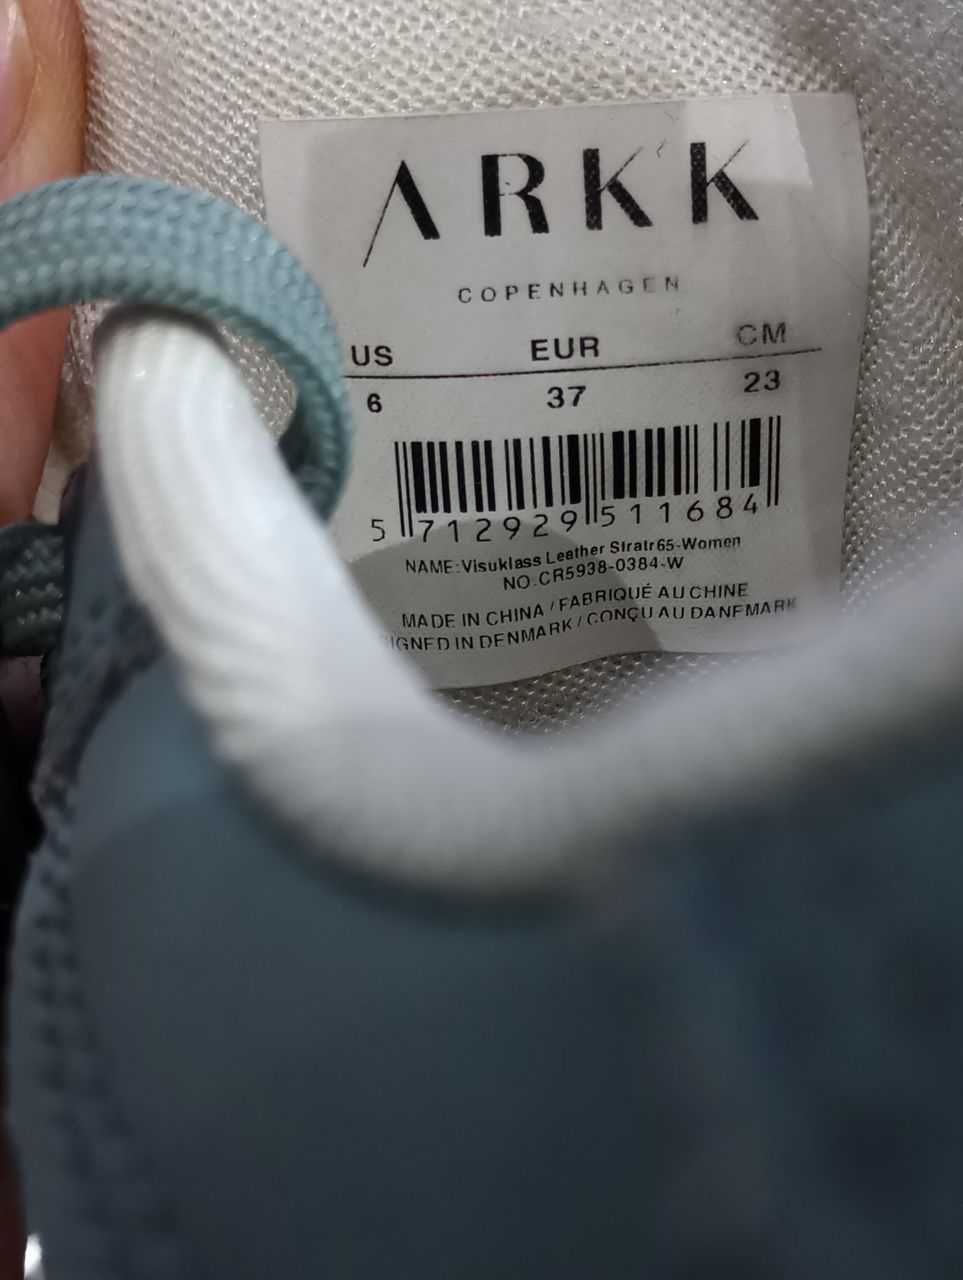 ARKK
COPENHAGEN
US EUR CM
6 37 23
5 712929 511684
NAME:Visuklass Leather Stratr65-Women
NO.CR5938-0384-W
MADE IN CHINA / FABRIQUÉ AU CHINE
IGNED IN DENMARK / CONÇU AU DANEMARK